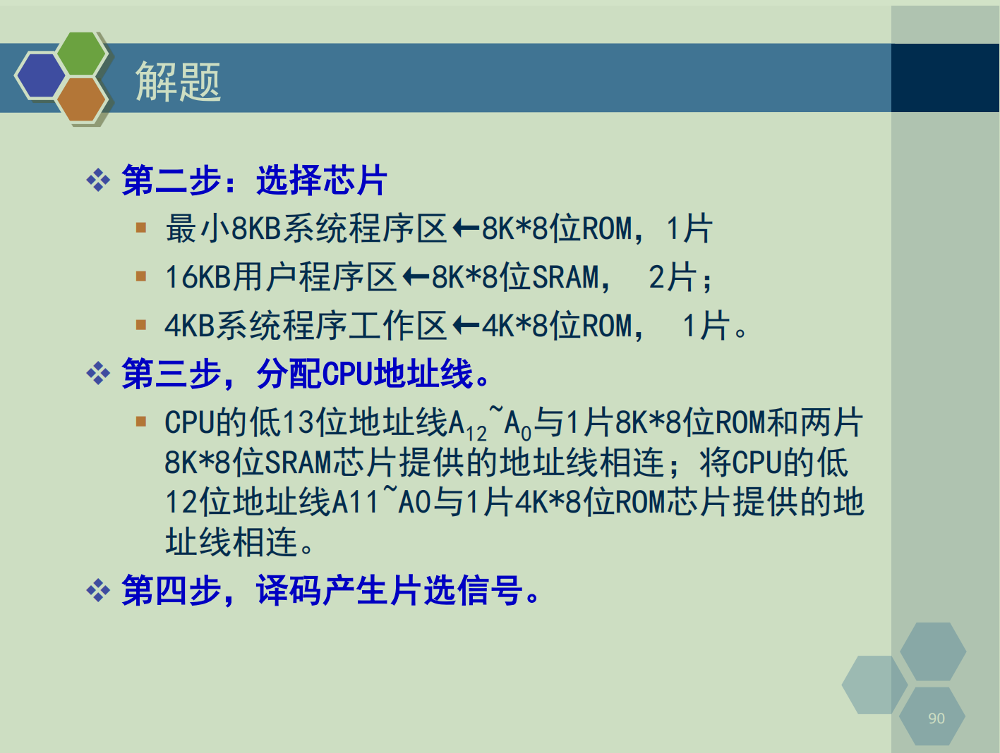 解题
第二步：选择芯片
最小8KB系统程序区←8K*8位ROM，1片
16KB用户程序区←8K*8位SRAM， 2片；
4KB系统程序工作区←4K*8位ROM， 1片。
第三步，分配CPU地址线。
CPU的低13位地址线A12~A0与1片8K*8位ROM和两片
8K*8位SRAM芯片提供的地址线相连；将CPU的低
12位地址线A11~A0与1片4K*8位ROM芯片提供的地
址线相连。
第四步，译码产生片选信号。
90